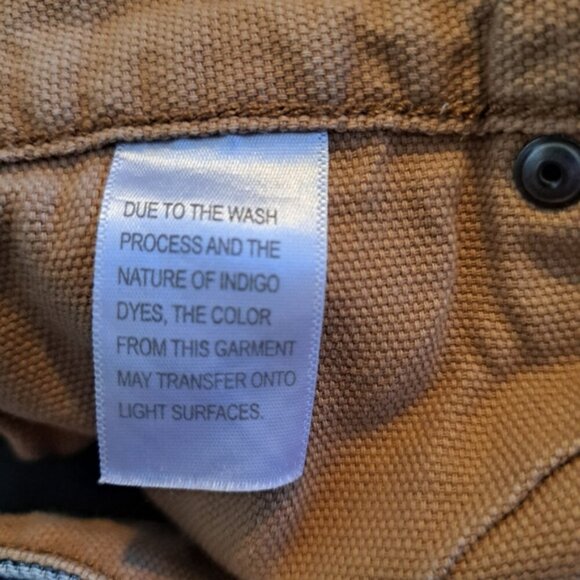 DUE TO THE WASH
PROCESS AND THE
NATURE OF INDIGO
DYES, THE COLOR
FROM THIS GARMENT
MAY TRANSFER ONTO
LIGHT SURFACES.